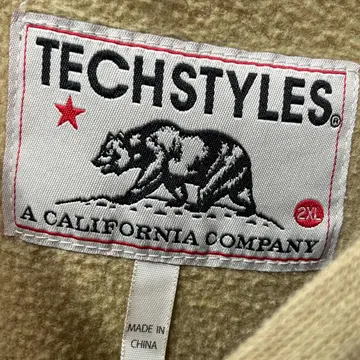 TECHSTYLES®
2XL
A CALIFORNIA COMPANY
MADE IN
CHINA